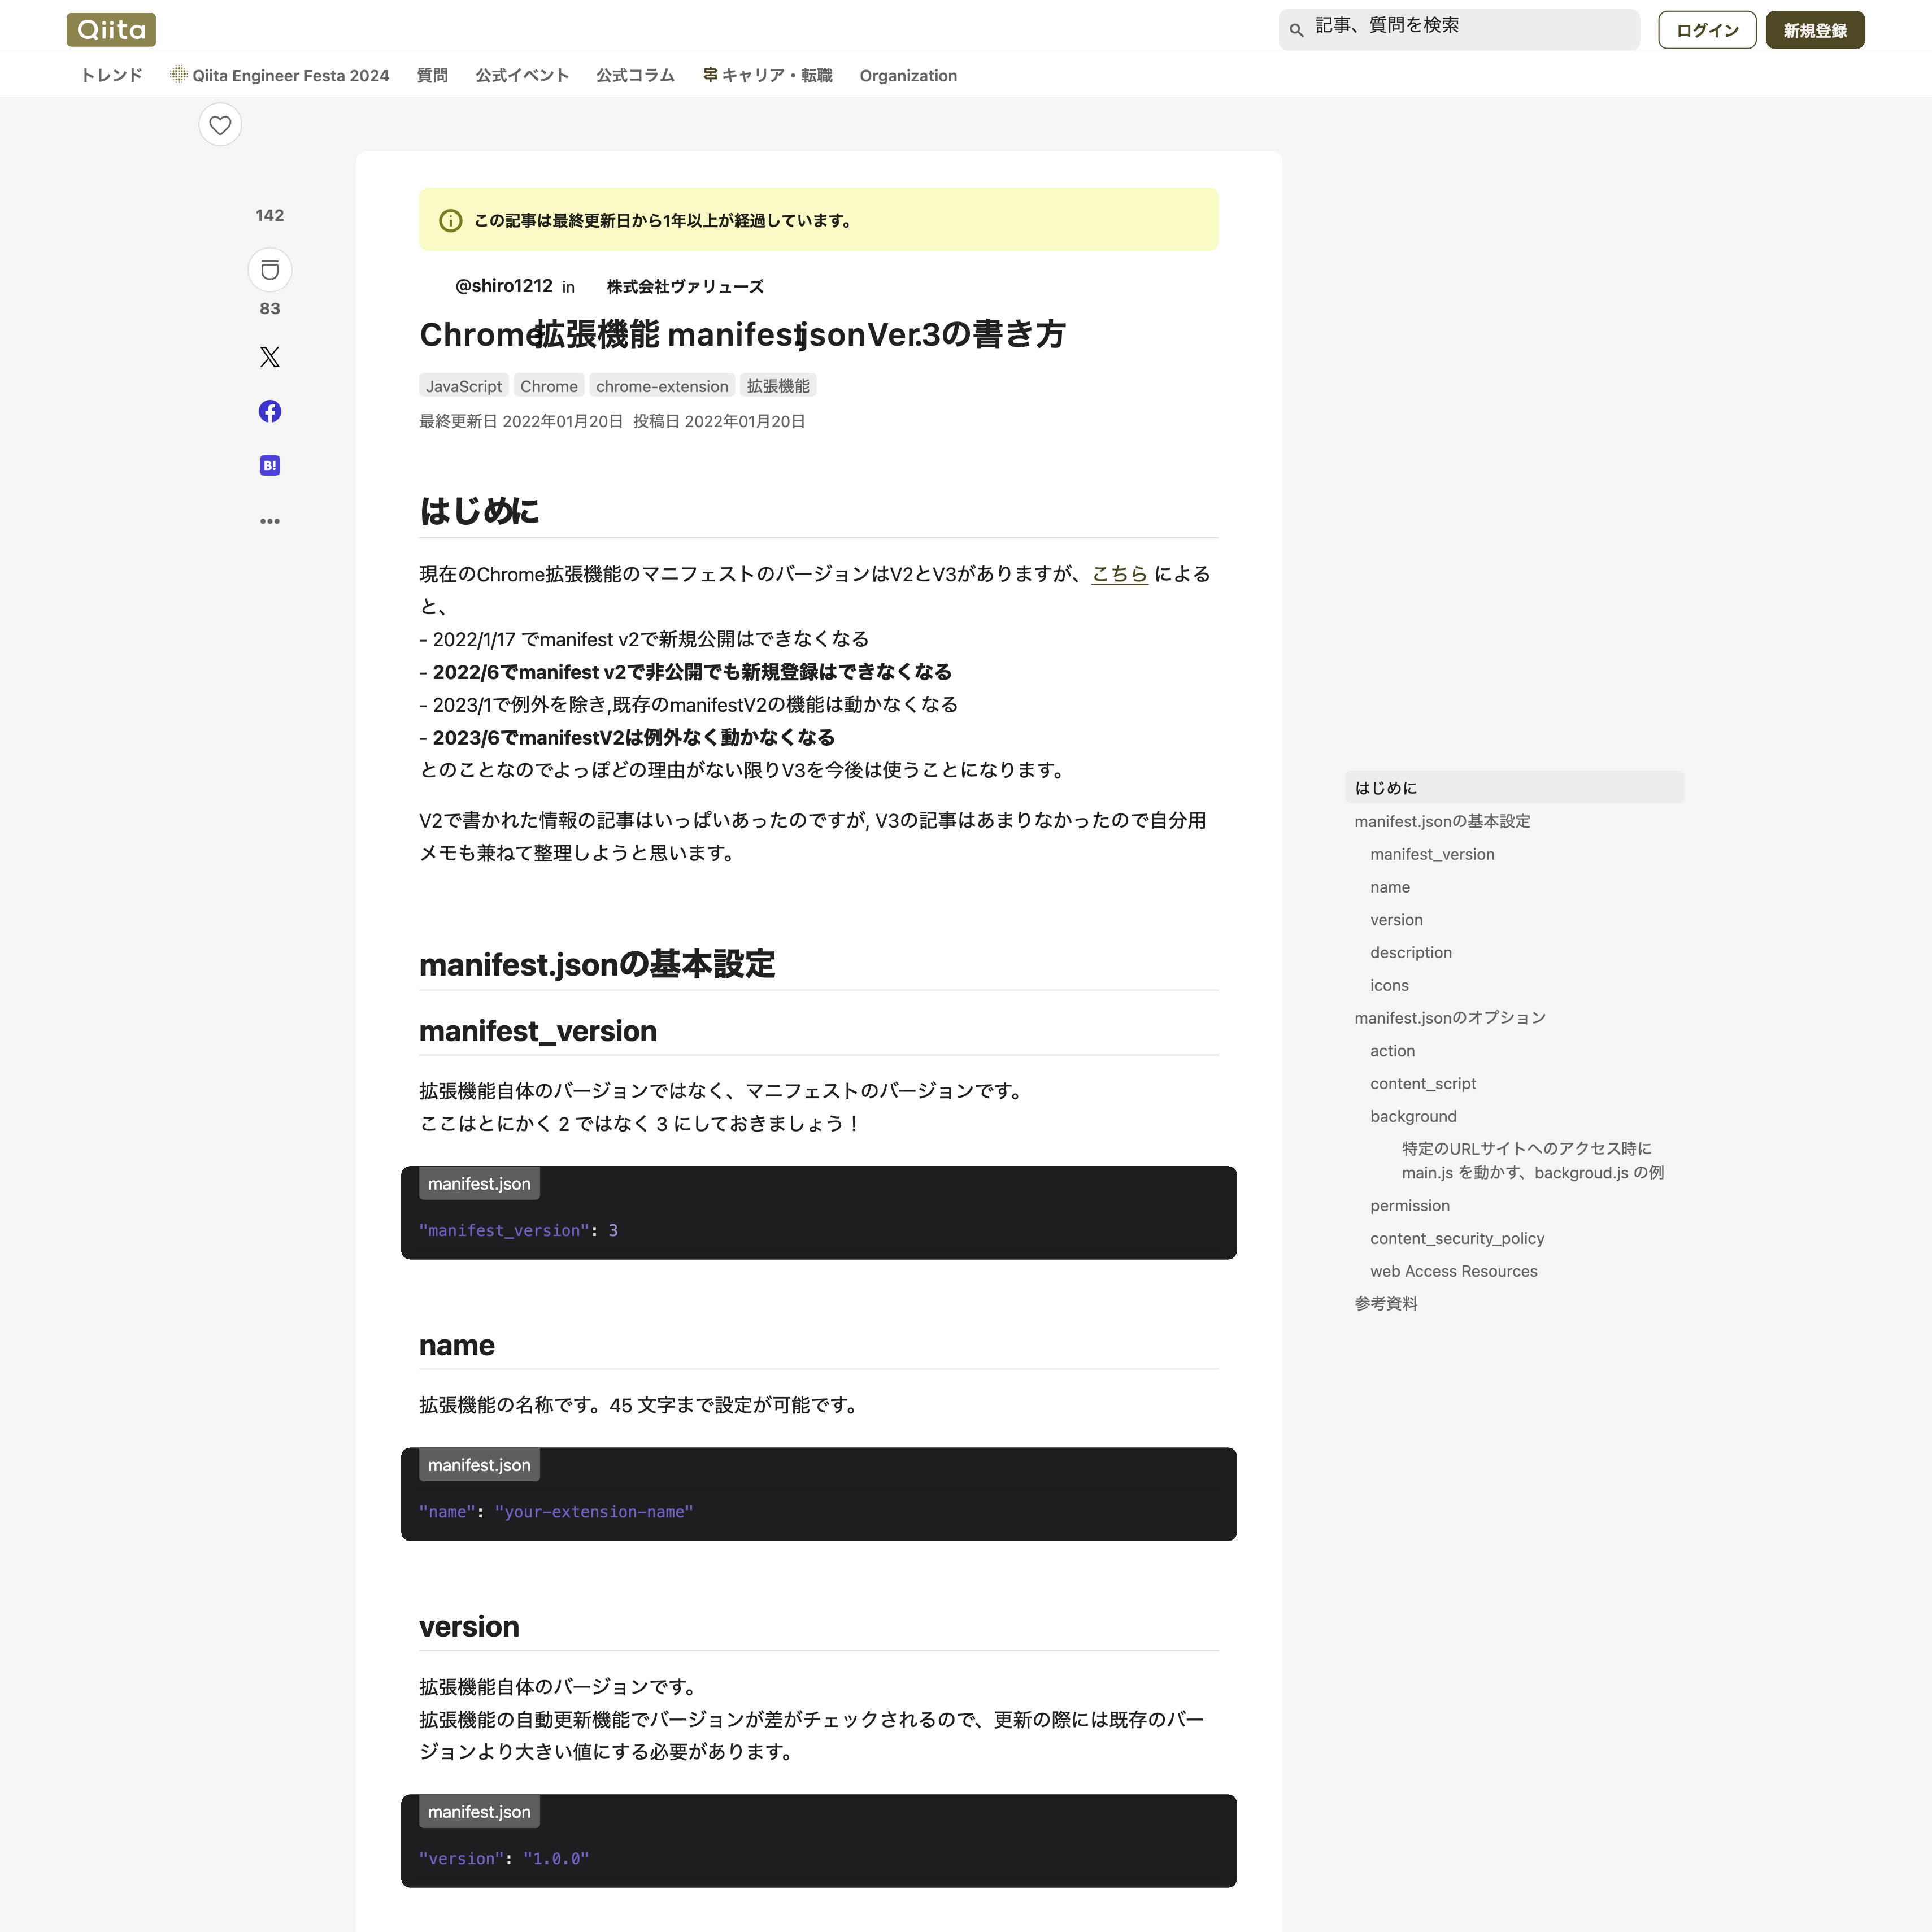 Qiita
記事、質問を検索
ログイン
新規登録
トレンド
Qiita Engineer Festa 2024
質問
公式イベント
公式コラム
キャリア・転職
Organization
142
83
B!
この記事は最終更新日から1年以上が経過しています。
@shiro1212 in 株式会社ヴァリューズ
Chrome拡張機能 manifest.jsonVer.3の書き方
JavaScript Chrome chrome-extension 拡張機能
最終更新日 2022年01月20日 投稿日 2022年01月20日
はじめに
現在のChrome拡張機能のマニフェストのバージョンはV2とV3がありますが、こちら による
と、
- 2022/1/17 でmanifest v2で新規公開はできなくなる
- 2022/6でmanifest v2で非公開でも新規登録はできなくなる
- 2023/1で例外を除き,既存のmanifestV2の機能は動かなくなる
- 2023/6でmanifestV2は例外なく動かなくなる
とのことなのでよっぽどの理由がない限りV3を今後は使うことになります。
V2で書かれた情報の記事はいっぱいあったのですが, V3の記事はあまりなかったので自分用
メモも兼ねて整理しようと思います。
manifest.jsonの基本設定
manifest_version
拡張機能自体のバージョンではなく、マニフェストのバージョンです。
ここはとにかく 2 ではなく 3 にしておきましょう！
manifest.json
"manifest_version": 3
name
拡張機能の名称です。45 文字まで設定が可能です。
manifest.json
"name": "your-extension-name"
version
拡張機能自体のバージョンです。
拡張機能の自動更新機能でバージョンが差がチェックされるので、更新の際には既存のバー
ジョンより大きい値にする必要があります。
manifest.json
"version": "1.0.0"
はじめに
manifest.jsonの基本設定
manifest_version
name
version
description
icons
manifest.jsonのオプション
action
content_script
background
特定のURLサイトへのアクセス時に
main.js を動かす、backgroud.js の例
permission
content_security_policy
web Access Resources
参考資料